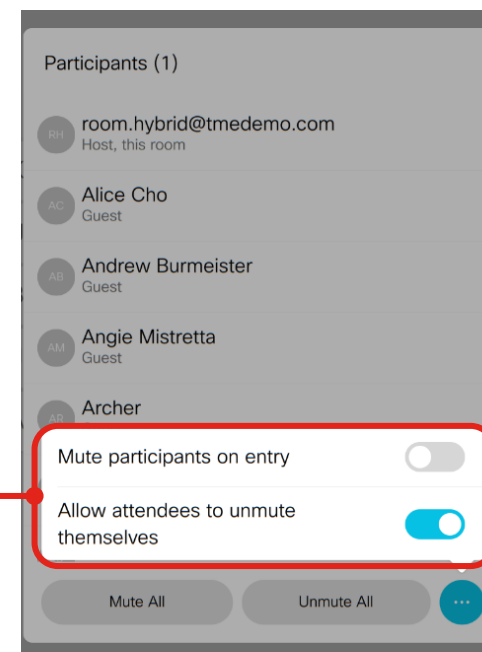 Participants (1)
RH
room.hybrid@tmedemo.com
Host, this room
AC
Alice Cho
Guest
AB
Andrew Burmeister
Guest
AM
Angie Mistretta
Guest
AR
Archer
Mute participants on entry
Allow attendees to unmute
themselves
Mute All
Unmute All